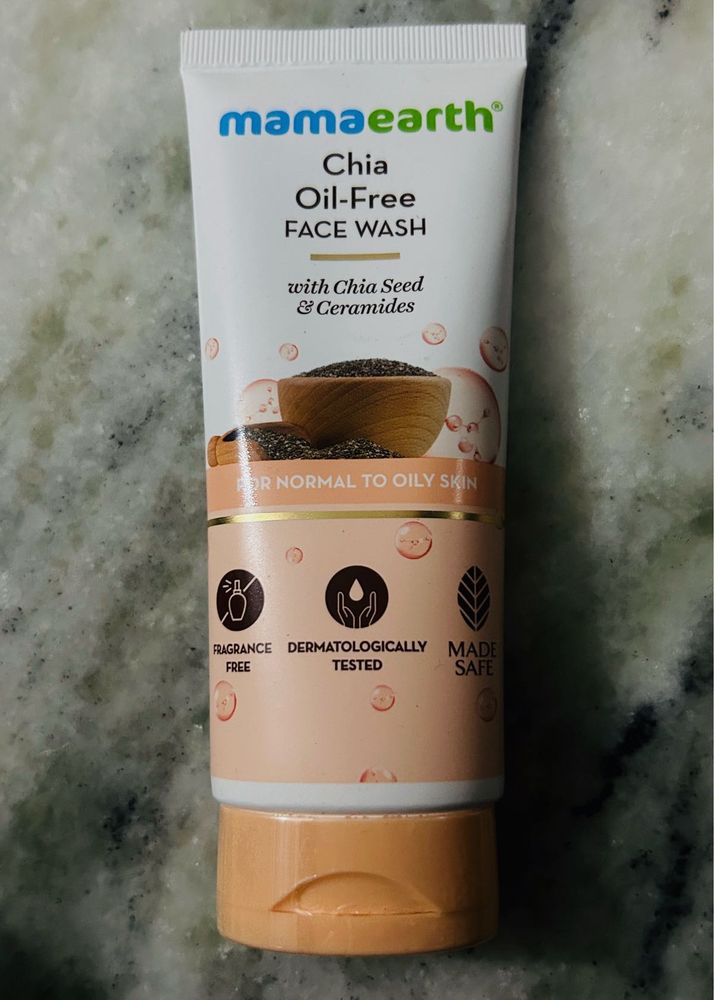 mamaearth®
Chia
Oil-Free
FACE WASH
with Chia Seed
& Ceramides
FOR NORMAL TO OILY SKIN
FRAGRANCE
FREE
DERMATOLOGICALLY
TESTED
MADE
SAFE